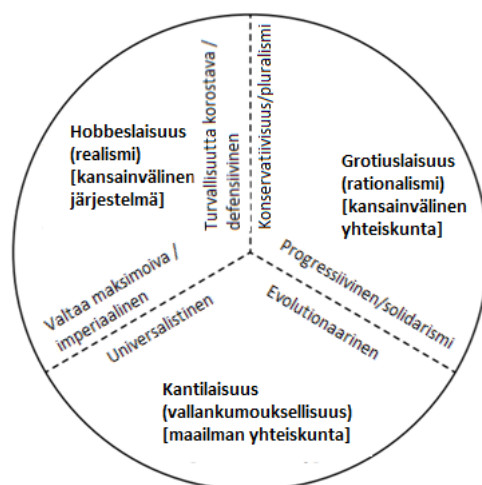 Hobbeslaisuus
(realismi)
[kansainvälinen
järjestelmä]
Turvallisuutta korostava /
defensiivinen
Valtaa maksimoiva /
imperiaalinen
Konservatiivisuus/pluralismi
Grotiuslaisuus
(rationalismi)
[kansainvälinen
yhteiskunta]
Progressiivinen/solidarismi
Universalistinen
Evolutionaarinen
Kantilaisuus
(vallankumouksellisuus)
[maailman yhteiskunta]